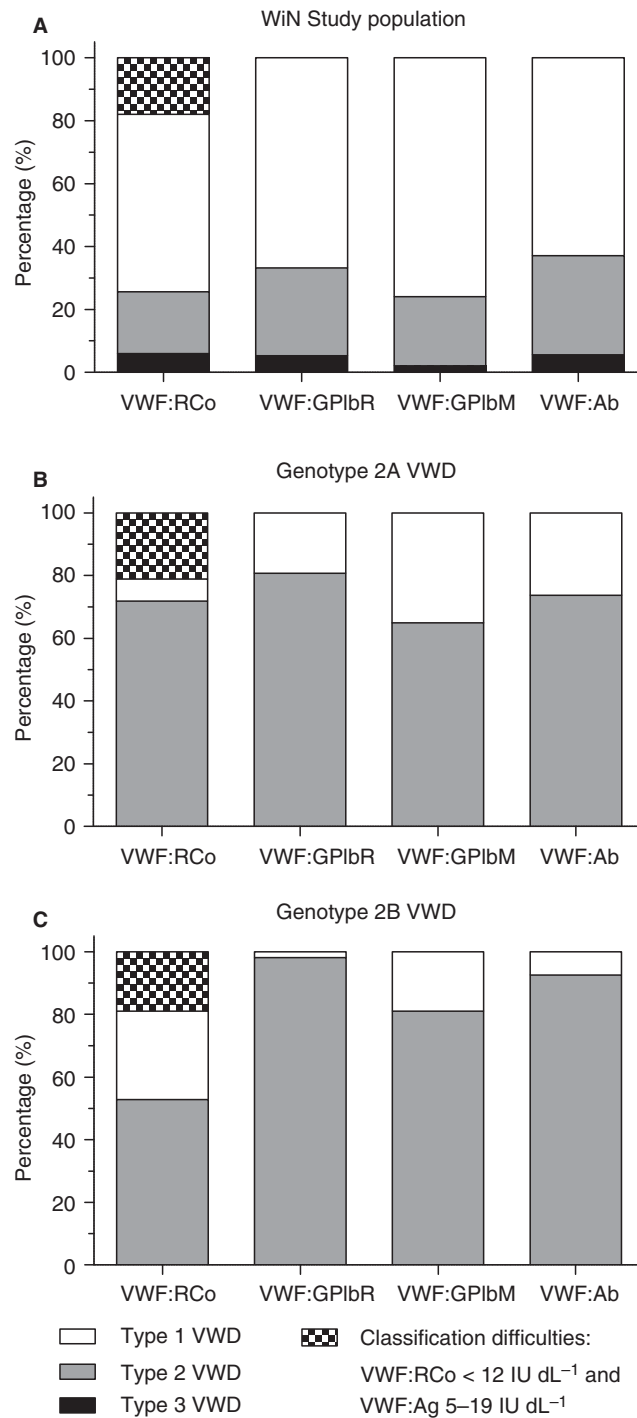 A
WiN Study population
Percentage (%)
100
80
60
40
20
0
VWF:RCo VWF:GPIbR VWF:GPIbM VWF:Ab
B
Genotype 2A VWD
Percentage (%)
100
80
60
40
20
0
VWF:RCo VWF:GPIbR VWF:GPIbM VWF:Ab
C
Genotype 2B VWD
Percentage (%)
100
80
60
40
20
0
VWF:RCo VWF:GPIbR VWF:GPIbM VWF:Ab
Type 1 VWD
Type 2 VWD
Type 3 VWD
Classification difficulties:
VWF:RCo < 12 IU dL⁻¹ and
VWF:Ag 5–19 IU dL⁻¹